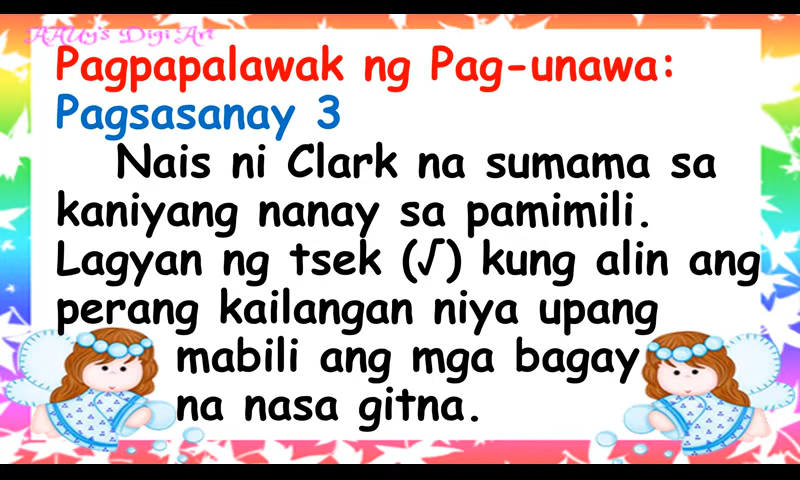 AAUy's Digi Art
Pagpapalawak ng Pag-unawa:
Pagsasanay 3
Nais ni Clark na sumama sa
kaniyang nanay sa pamimili.
Lagyan ng tsek (√) kung alin ang
perang kailangan niya upang
mabili ang mga bagay
na nasa gitna.